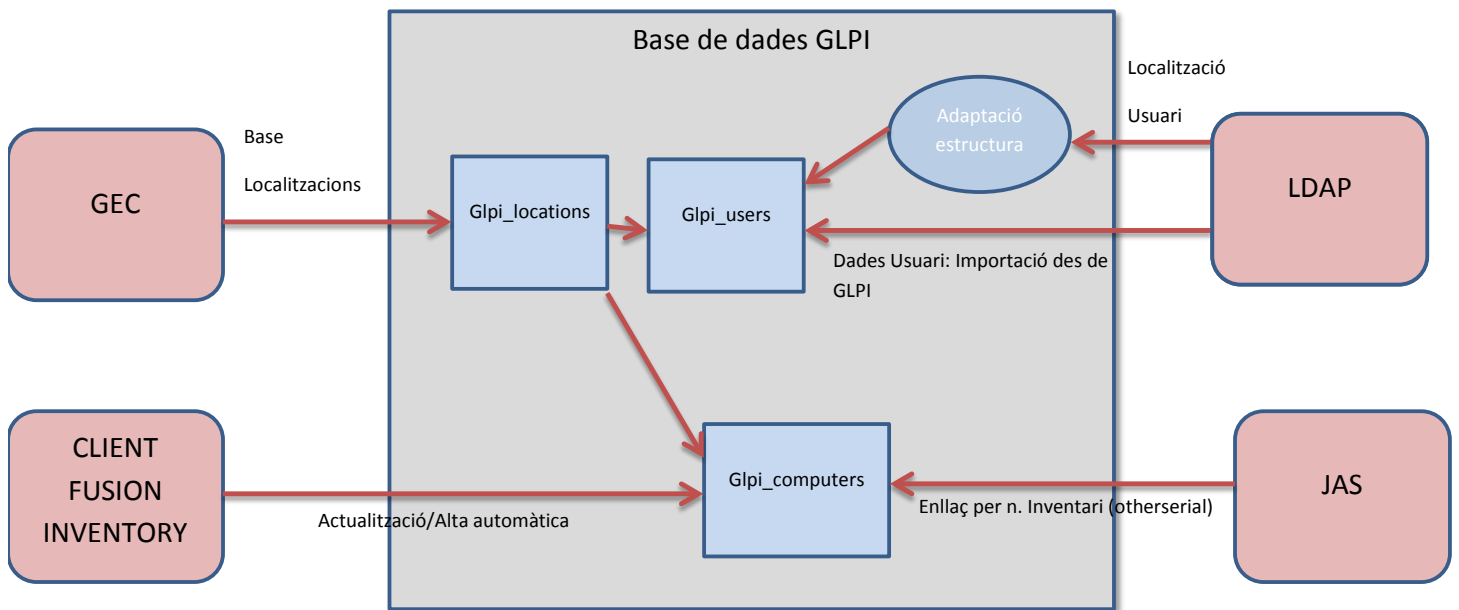 Base de dades GLPI
Localització
Usuari
Base
Localitzacions
Adaptació
estructura
GEC
Glpi_locations
Glpi_users
LDAP
Dades Usuari: Importació des de
GLPI
CLIENT
FUSION
INVENTORY
Actualització/Alta automàtica
Glpi_computers
Enllaç per n. Inventari (otherserial)
JAS